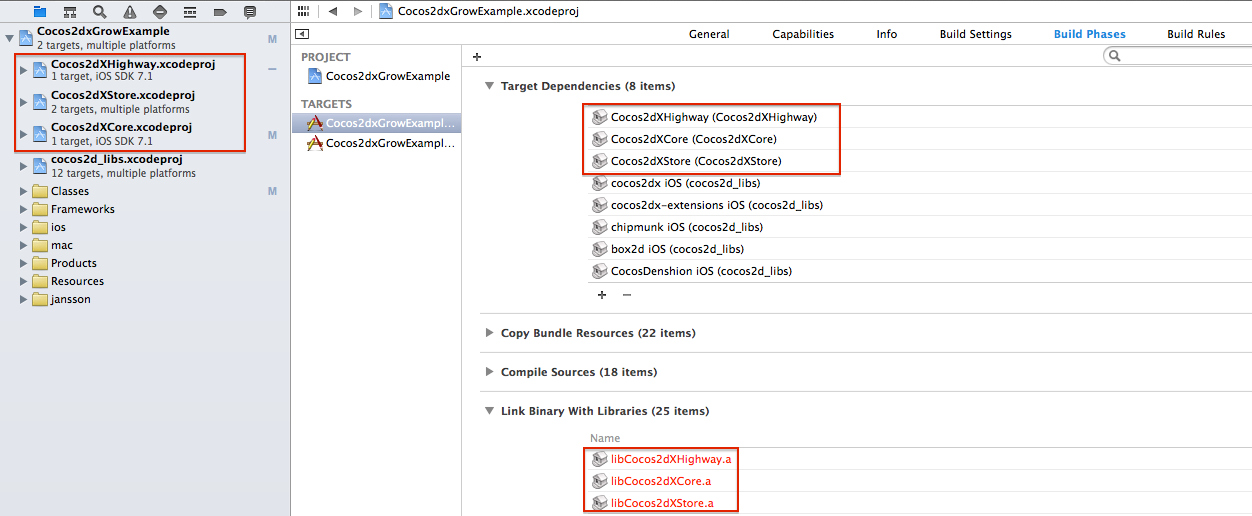 Cocos2dxGrowExample.xcodeproj
Cocos2dxGrowExample
2 targets, multiple platforms
M
Cocos2dXHighway.xcodeproj
1 target, iOS SDK 7.1
Cocos2dXStore.xcodeproj
2 targets, multiple platforms
Cocos2dXCore.xcodeproj
1 target, iOS SDK 7.1
M
cocos2d_libs.xcodeproj
12 targets, multiple platforms
Classes
M
Frameworks
ios
mac
Products
Resources
jansson
General Capabilities Info Build Settings Build Phases Build Rules
PROJECT
Cocos2dxGrowExample
TARGETS
Cocos2dxGrowExampl...
Cocos2dxGrowExampl...
Target Dependencies (8 items)
Cocos2dXHighway (Cocos2dXHighway)
Cocos2dXCore (Cocos2dXCore)
Cocos2dXStore (Cocos2dXStore)
cocos2dx iOS (cocos2d_libs)
cocos2dx-extensions iOS (cocos2d_libs)
chipmunk iOS (cocos2d_libs)
box2d iOS (cocos2d_libs)
CocosDenshion iOS (cocos2d_libs)
Copy Bundle Resources (22 items)
Compile Sources (18 items)
Link Binary With Libraries (25 items)
Name
libCocos2dXHighway.a
libCocos2dXCore.a
libCocos2dXStore.a